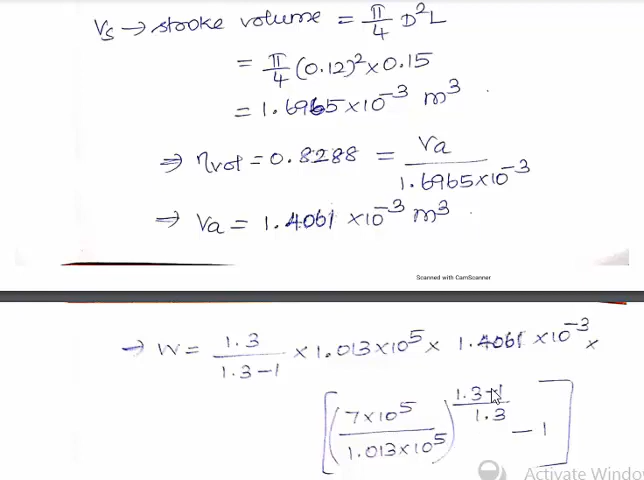 Vs → stroke volume = π/4 D²L
= π/4 (0.12)² × 0.15
= 1.6965 × 10⁻³ m³
⇒ ηvol = 0.8288 = Va / 1.6965 × 10⁻³
⇒ Va = 1.4061 × 10⁻³ m³
Scanned with CamScanner
→ W = 1.3 / 1.3 − 1 × 1.013 × 10⁵ × 1.4061 × 10⁻³ ×
[(7 × 10⁵ / 1.013 × 10⁵)^(1.3 − 1 / 1.3) − 1]
Activate Window